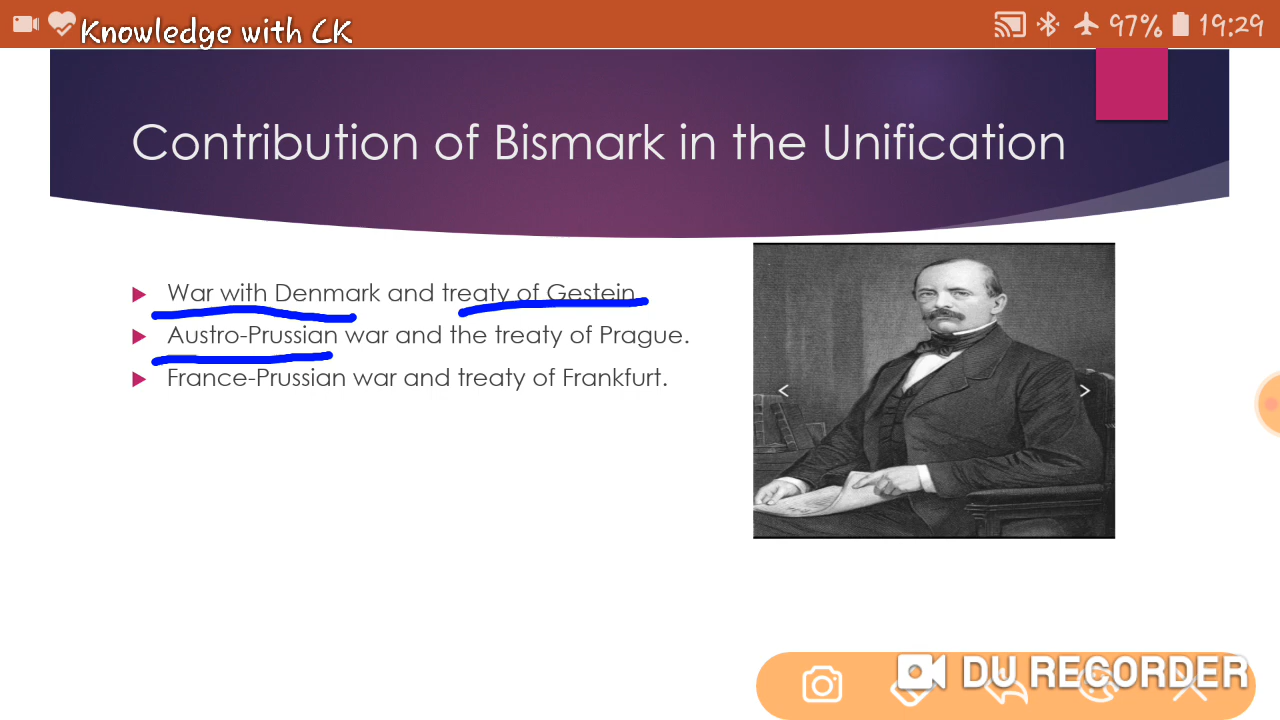 Knowledge with CK
97% 19:29
Contribution of Bismark in the Unification
War with Denmark and treaty of Gestein
Austro-Prussian war and the treaty of Prague.
France-Prussian war and treaty of Frankfurt.
DU RECORDER